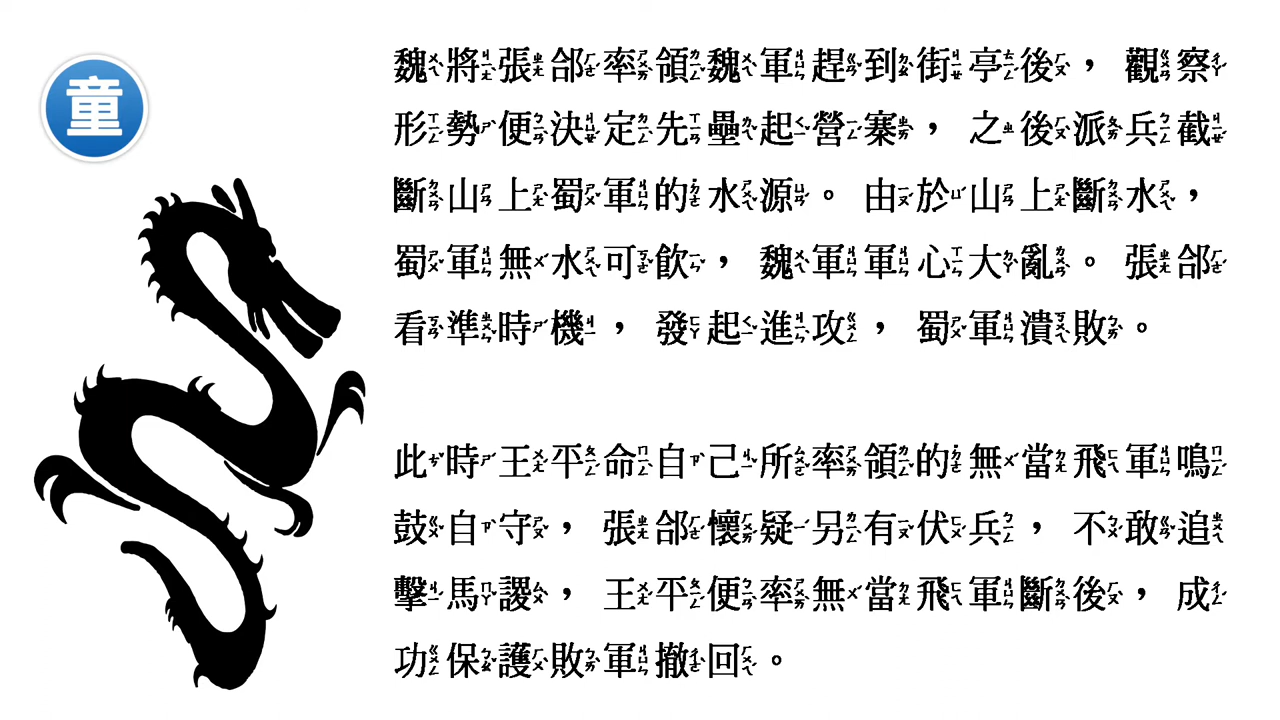 童
魏將張郃率領魏軍趕到街亭後，觀察
形勢便決定先壘起營寨，之後派兵截
斷山上蜀軍的水源。由於山上斷水，
蜀軍無水可飲，魏軍軍心大亂。張郃
看準時機，發起進攻，蜀軍潰敗。
此時王平命自己所率領的無當飛軍鳴
鼓自守，張郃懷疑另有伏兵，不敢追
擊馬謖，王平便率無當飛軍斷後，成
功保護敗軍撤回。